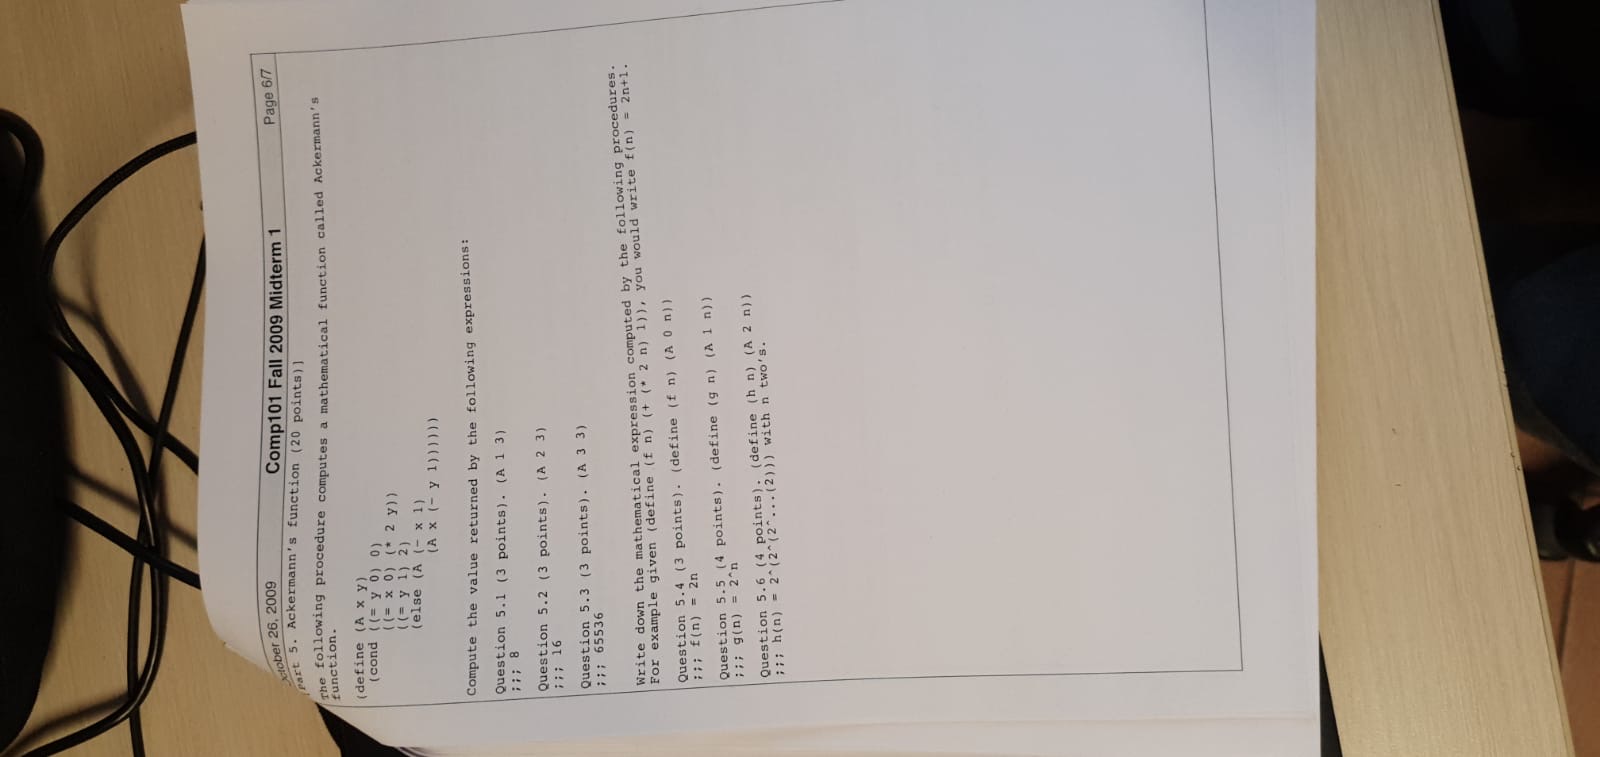 October 26, 2009 Comp101 Fall 2009 Midterm 1 Page 6/7
[Part 5. Ackermann's function (20 points)]
The following procedure computes a mathematical function called Ackermann's
function.
(define (A x y)
(cond ((= y 0) 0)
((= x 0) (* 2 y))
((= y 1) 2)
(else (A (- x 1)
(A x (- y 1))))))
Compute the value returned by the following expressions:
Question 5.1 (3 points). (A 1 3)
;;; 8
Question 5.2 (3 points). (A 2 3)
;;; 16
Question 5.3 (3 points). (A 3 3)
;;; 65536
Write down the mathematical expression computed by the following procedures.
For example given (define (f n) (+ (* 2 n) 1)), you would write f(n) = 2n+1.
Question 5.4 (3 points). (define (f n) (A 0 n))
;;; f(n) = 2n
Question 5.5 (4 points). (define (g n) (A 1 n))
;;; g(n) = 2^n
Question 5.6 (4 points). (define (h n) (A 2 n))
;;; h(n) = 2^(2^(2^...(2))) with n two's.